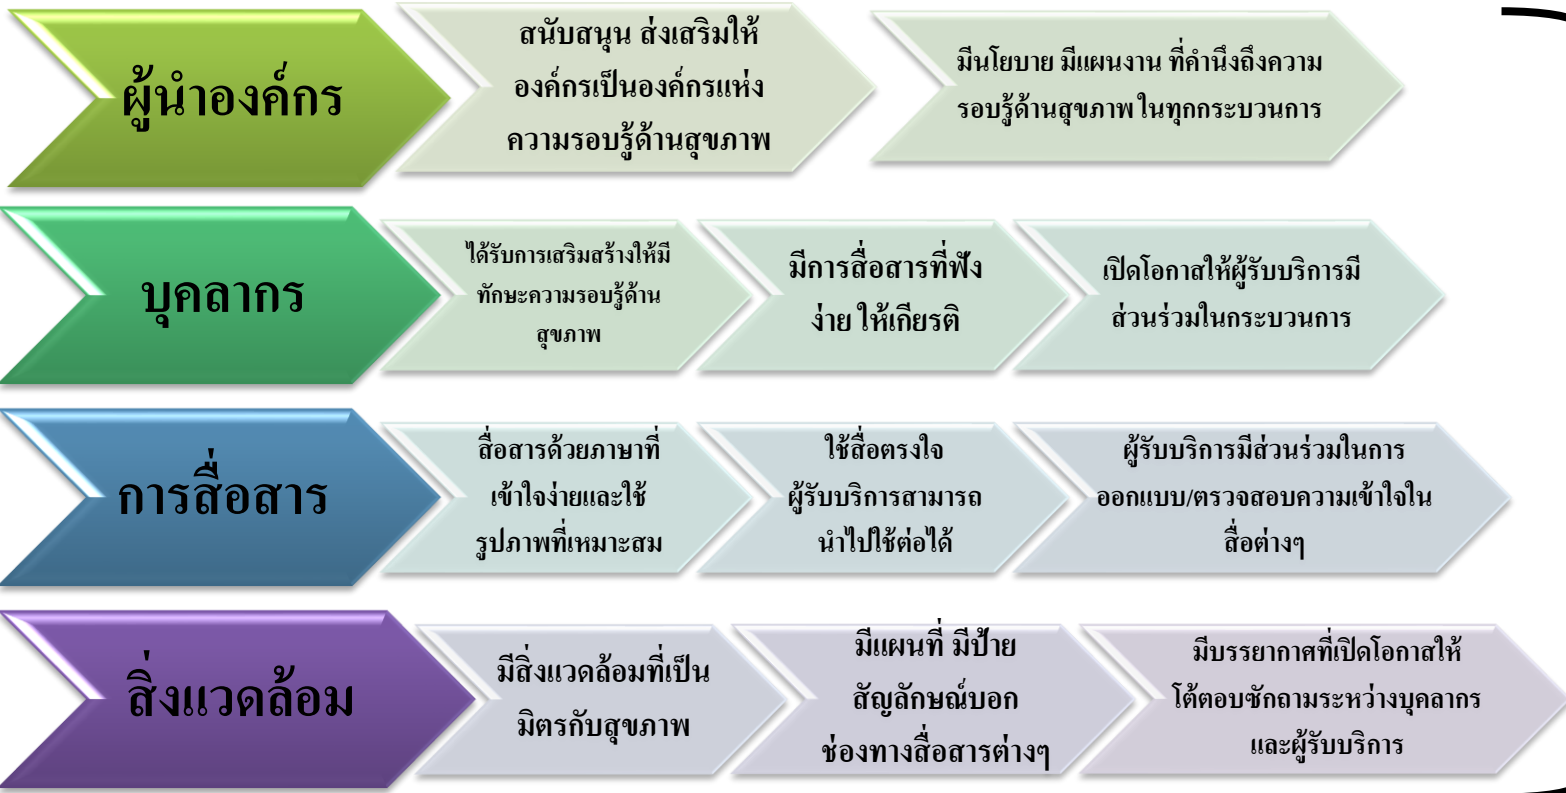 ผู้นำองค์กร
สนับสนุน ส่งเสริมให้
องค์กรเป็นองค์กรแห่ง
ความรอบรู้ด้านสุขภาพ
มีนโยบาย มีแผนงาน ที่คำนึงถึงความ
รอบรู้ด้านสุขภาพ ในทุกกระบวนการ
บุคลากร
ได้รับการเสริมสร้างให้มี
ทักษะความรอบรู้ด้าน
สุขภาพ
มีการสื่อสารที่ฟัง
ง่าย ให้เกียรติ
เปิดโอกาสให้ผู้รับบริการมี
ส่วนร่วมในกระบวนการ
การสื่อสาร
สื่อสารด้วยภาษาที่
เข้าใจง่ายและใช้
รูปภาพที่เหมาะสม
ใช้สื่อตรงใจ
ผู้รับบริการสามารถ
นำไปใช้ต่อได้
ผู้รับบริการมีส่วนร่วมในการ
ออกแบบ/ตรวจสอบความเข้าใจใน
สื่อต่างๆ
สิ่งแวดล้อม
มีสิ่งแวดล้อมที่เป็น
มิตรกับสุขภาพ
มีแผนที่ มีป้าย
สัญลักษณ์บอก
ช่องทางสื่อสารต่างๆ
มีบรรยากาศที่เปิดโอกาสให้
โต้ตอบซักถามระหว่างบุคลากร
และผู้รับบริการ